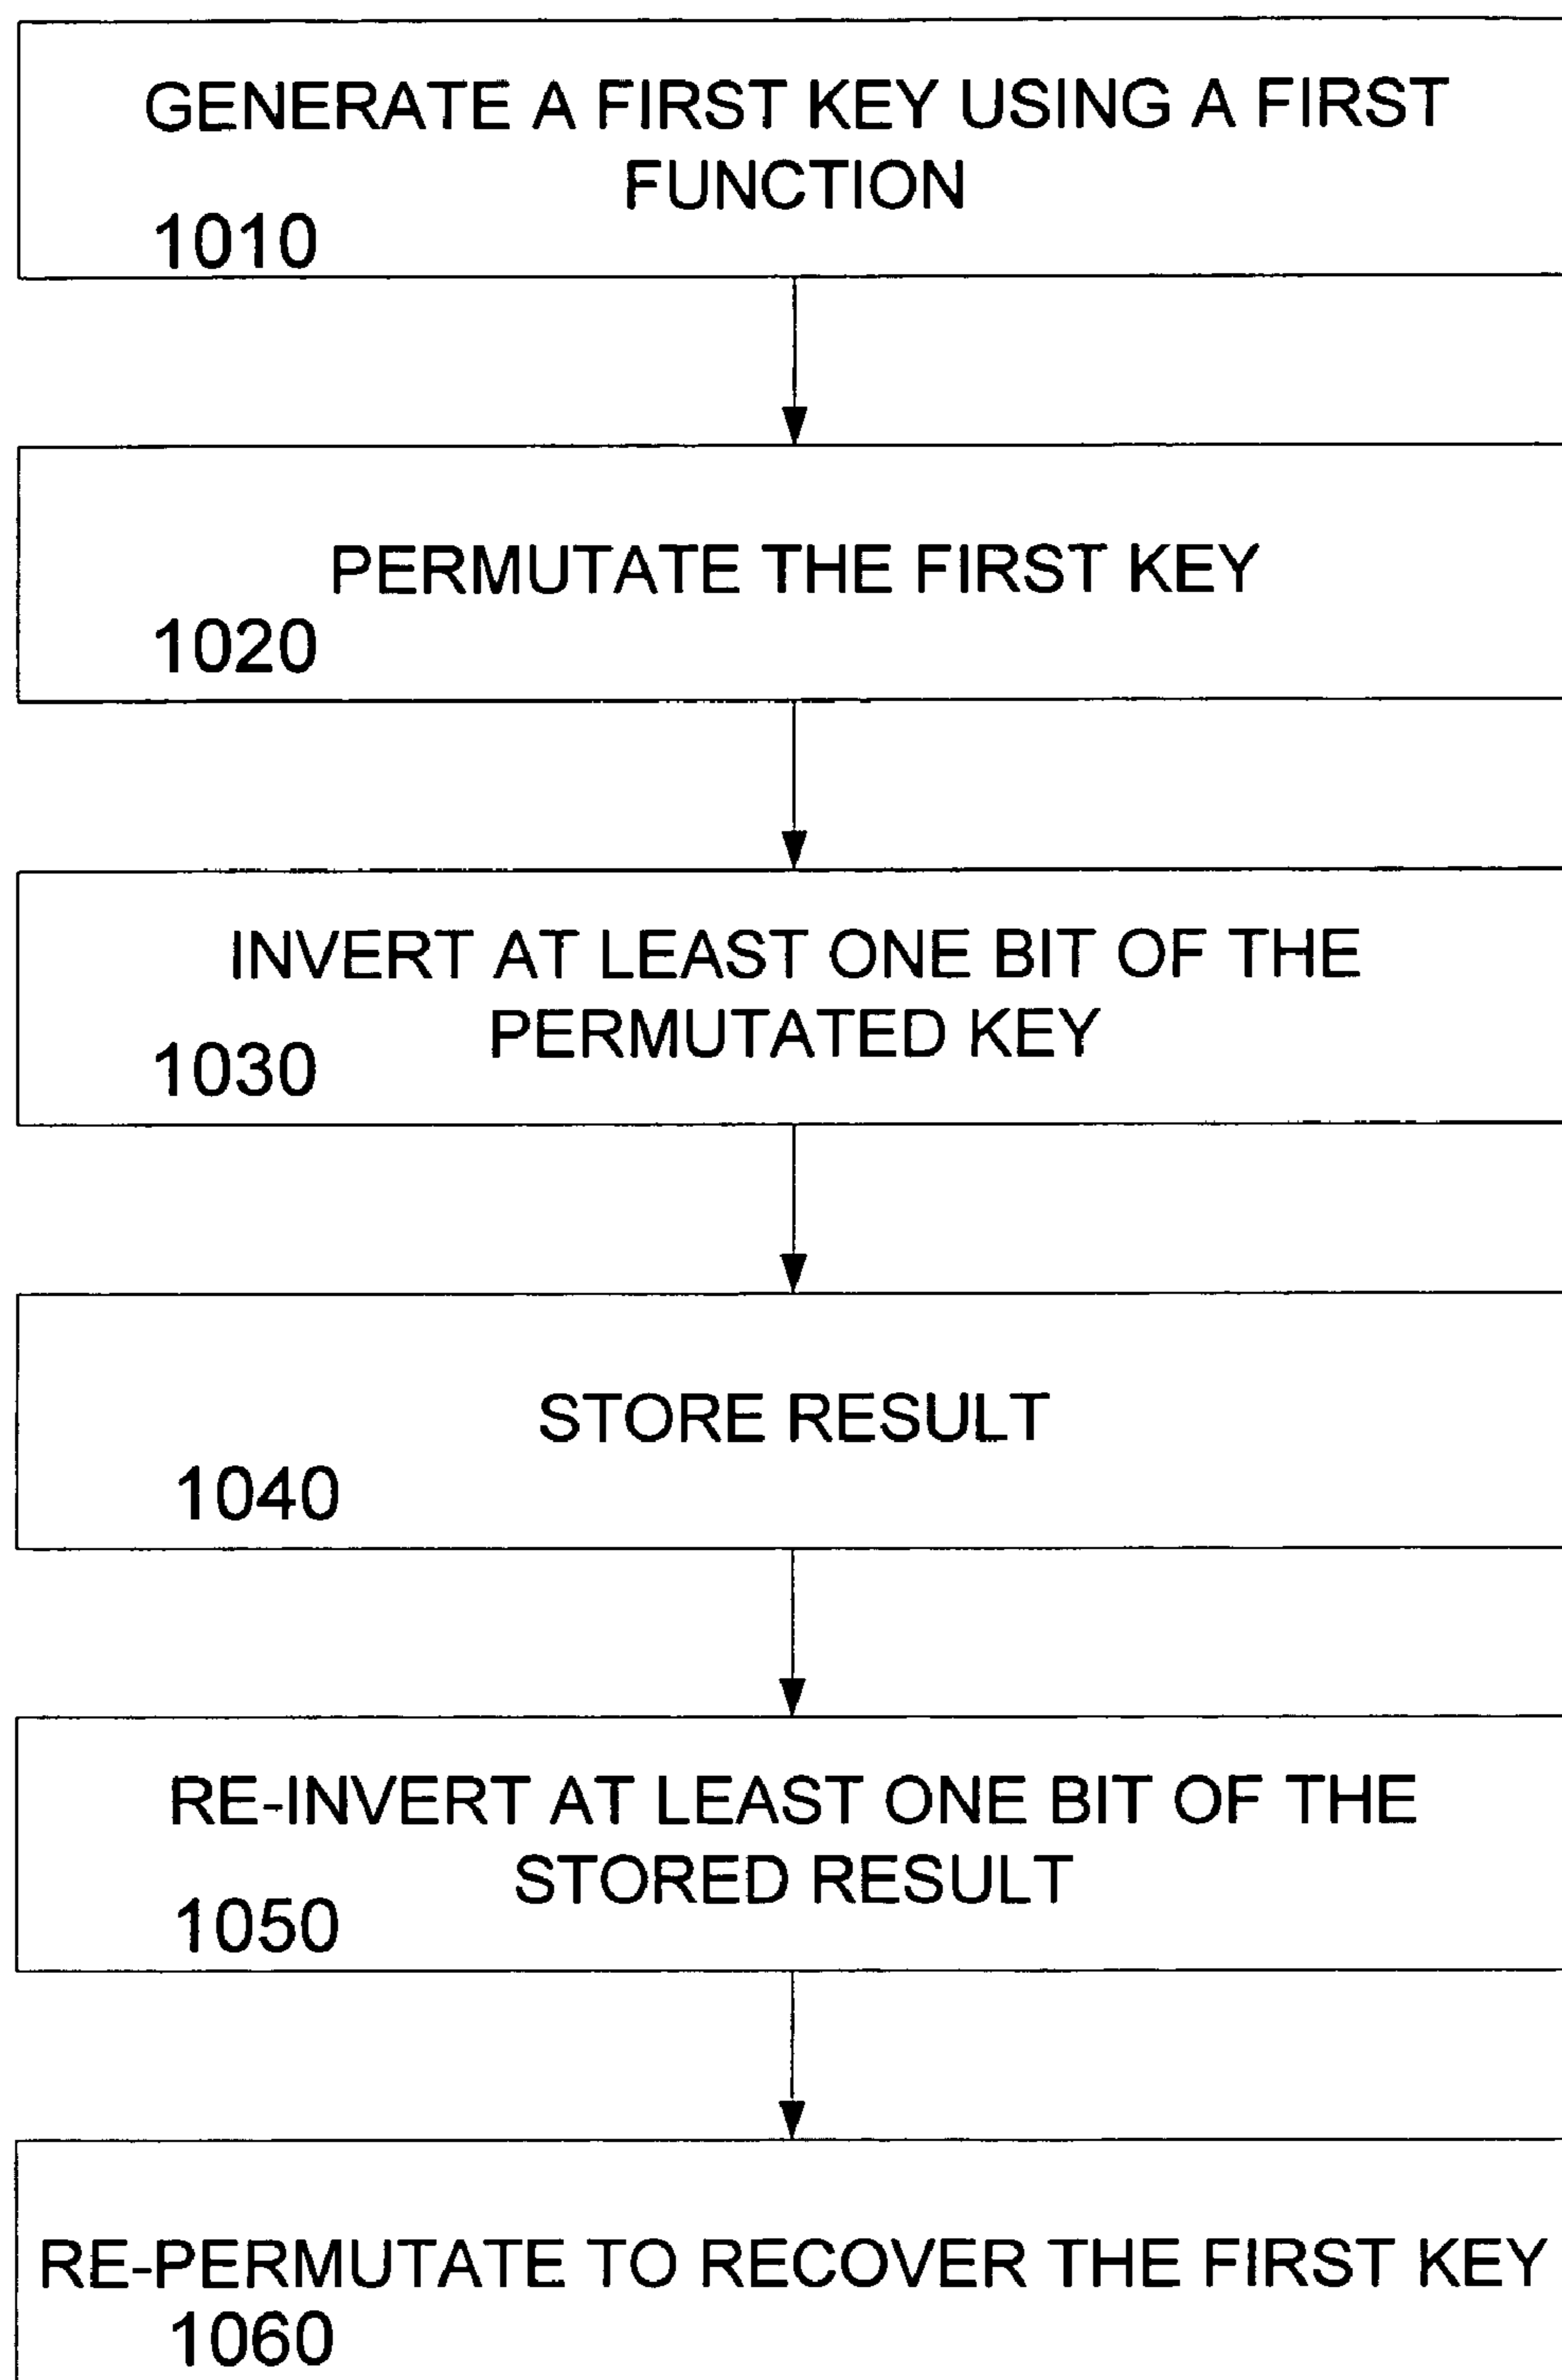 GENERATE A FIRST KEY USING A FIRST
FUNCTION
1010
PERMUTATE THE FIRST KEY
1020
INVERT AT LEAST ONE BIT OF THE
PERMUTATED KEY
1030
STORE RESULT
1040
RE-INVERT AT LEAST ONE BIT OF THE
STORED RESULT
1050
RE-PERMUTATE TO RECOVER THE FIRST KEY
1060